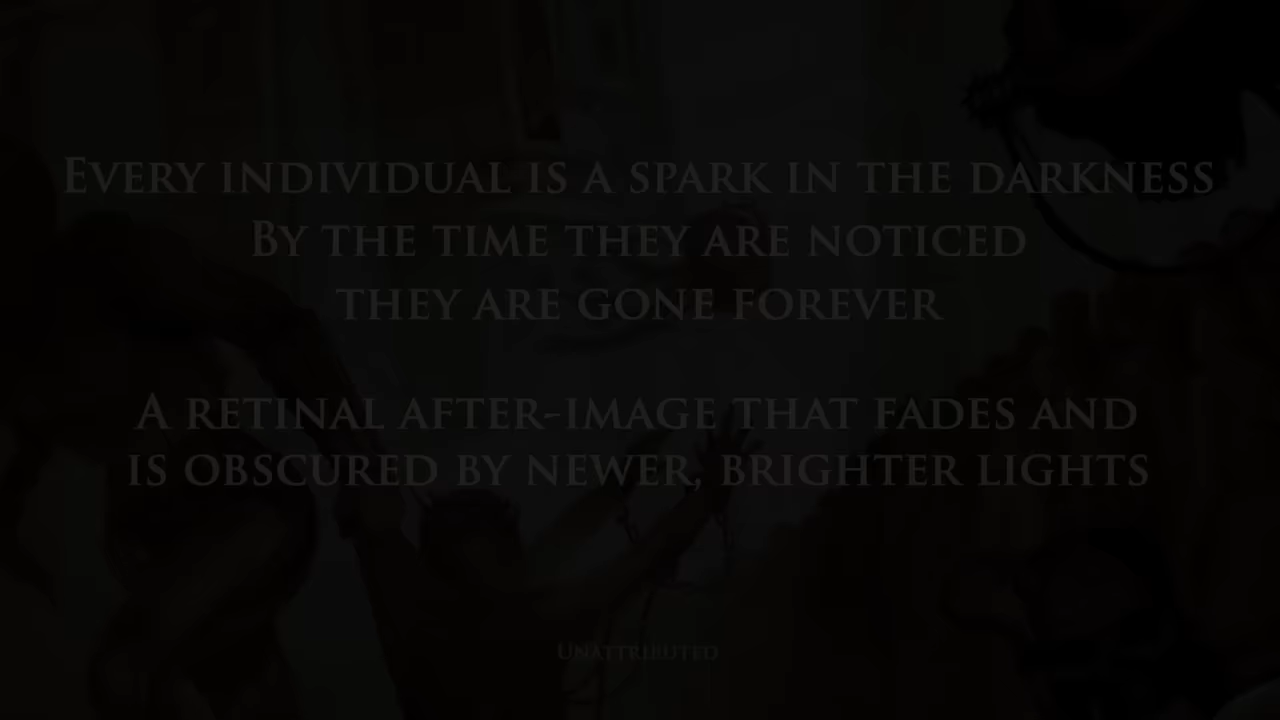 Every individual is a spark in the darkness
By the time they are noticed
they are gone forever
A retinal after-image that fades and
is obscured by newer, brighter lights
Unattributed